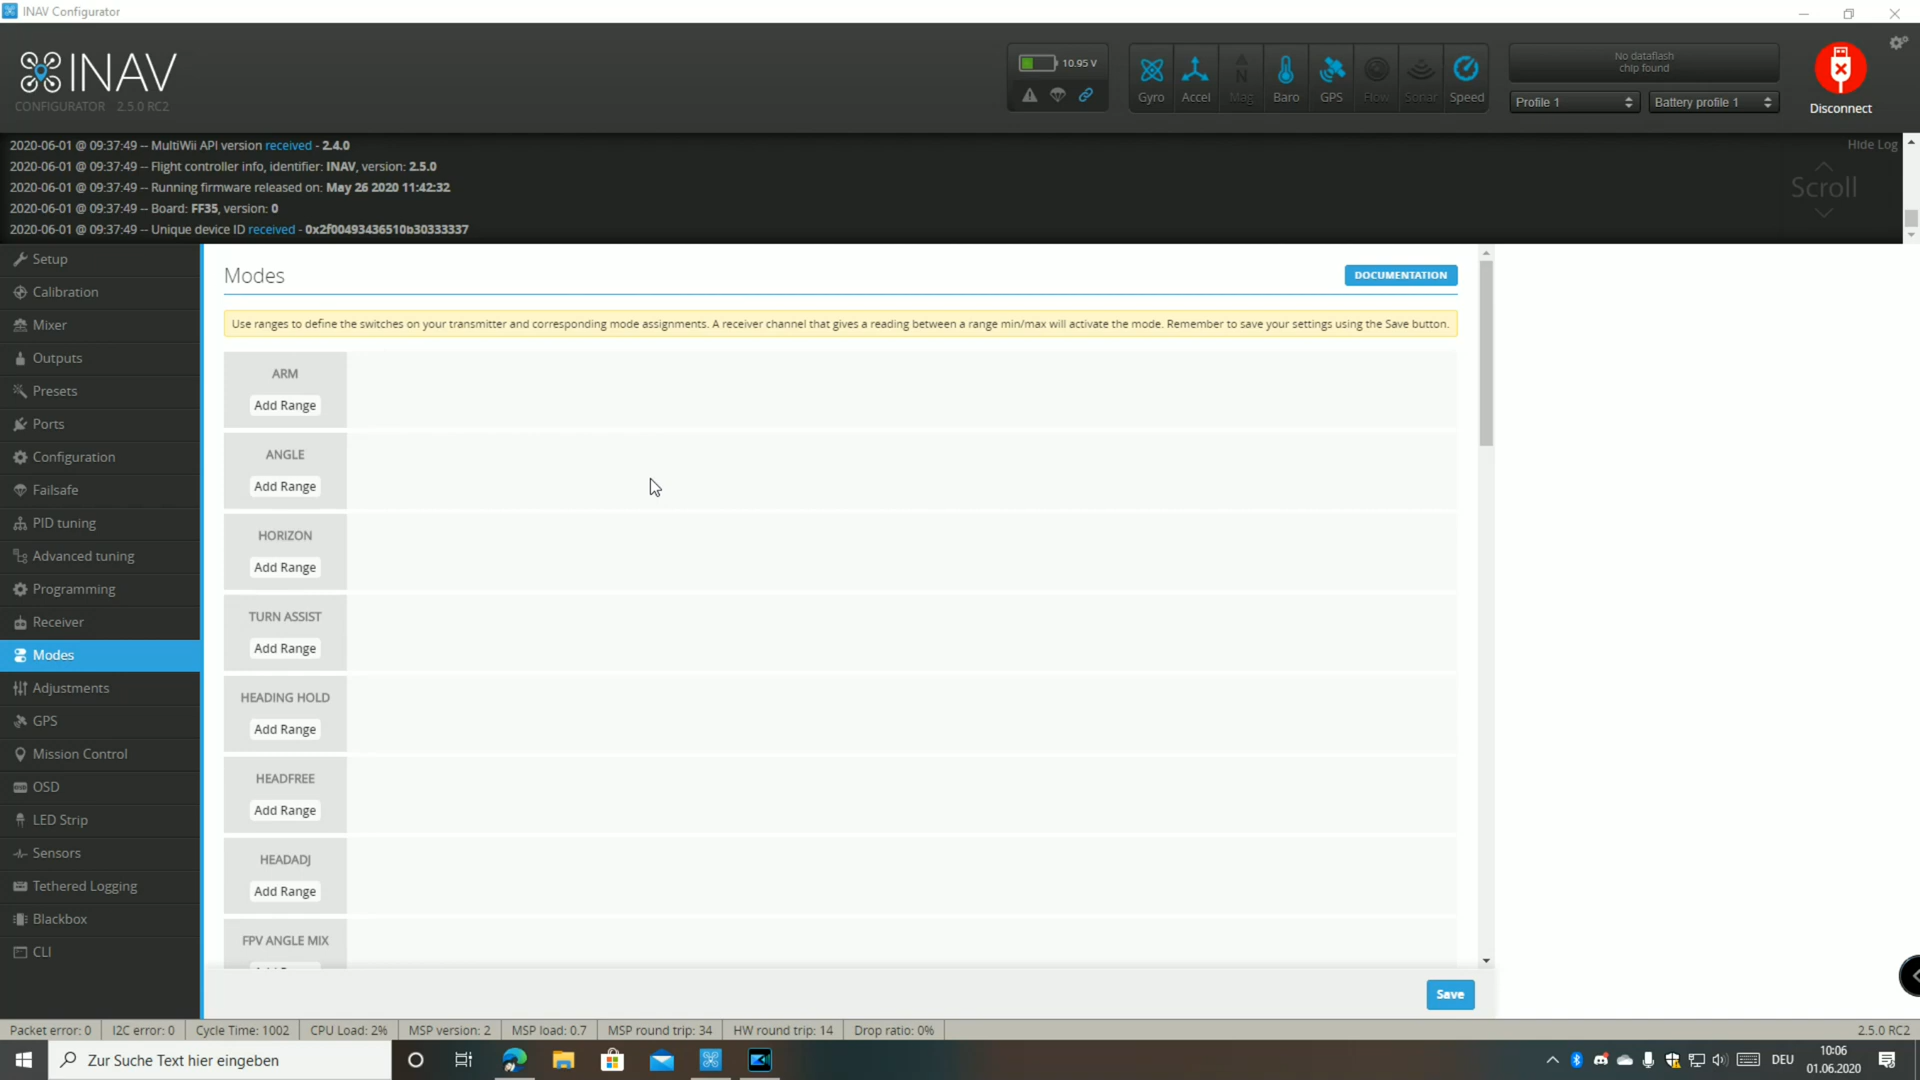 INAV Configurator
INAV
CONFIGURATOR 2.5.0 RC2
10.95 V
Gyro
Accel
Mag
Baro
GPS
Flow
Sonar
Speed
No dataflash
chip found
Profile 1
Battery profile 1
Disconnect
2020-06-01 @ 09:37:49 -- MultiWii API version received - 2.4.0
2020-06-01 @ 09:37:49 -- Flight controller info, identifier: INAV, version: 2.5.0
2020-06-01 @ 09:37:49 -- Running firmware released on: May 26 2020 11:42:32
2020-06-01 @ 09:37:49 -- Board: FF35, version: 0
2020-06-01 @ 09:37:49 -- Unique device ID received - 0x2f00493436510b30333337
Hide Log
Scroll
Setup
Calibration
Mixer
Outputs
Presets
Ports
Configuration
Failsafe
PID tuning
Advanced tuning
Programming
Receiver
Modes
Adjustments
GPS
Mission Control
OSD
LED Strip
Sensors
Tethered Logging
Blackbox
CLI
Modes
DOCUMENTATION
Use ranges to define the switches on your transmitter and corresponding mode assignments. A receiver channel that gives a reading between a range min/max will activate the mode. Remember to save your settings using the Save button.
ARM
Add Range
ANGLE
Add Range
HORIZON
Add Range
TURN ASSIST
Add Range
HEADING HOLD
Add Range
HEADFREE
Add Range
HEADADJ
Add Range
FPV ANGLE MIX
Save
Packet error: 0
I2C error: 0
Cycle Time: 1002
CPU Load: 2%
MSP version: 2
MSP load: 0.7
MSP round trip: 34
HW round trip: 14
Drop ratio: 0%
2.5.0 RC2
Zur Suche Text hier eingeben
DEU
10:06
01.06.2020